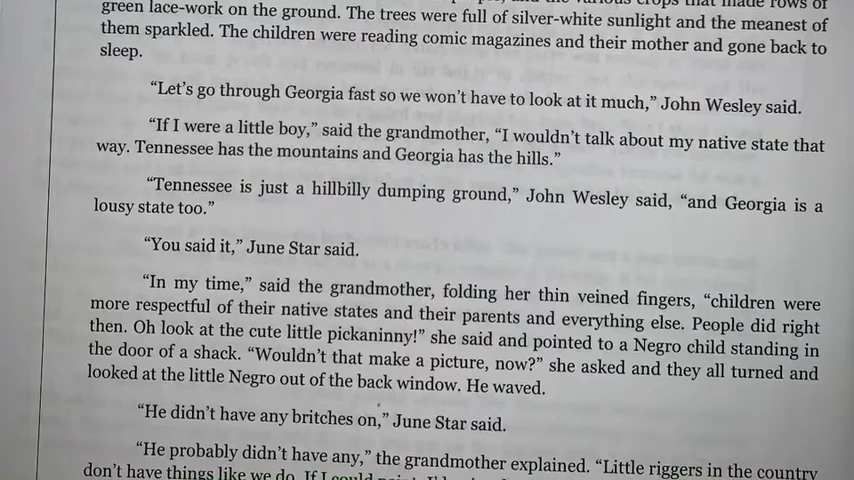 crops that made rows of
green lace-work on the ground. The trees were full of silver-white sunlight and the meanest of
them sparkled. The children were reading comic magazines and their mother and gone back to
sleep.
“Let’s go through Georgia fast so we won’t have to look at it much,” John Wesley said.
“If I were a little boy,” said the grandmother, “I wouldn’t talk about my native state that
way. Tennessee has the mountains and Georgia has the hills.”
“Tennessee is just a hillbilly dumping ground,” John Wesley said, “and Georgia is a
lousy state too.”
“You said it,” June Star said.
“In my time,” said the grandmother, folding her thin veined fingers, “children were
more respectful of their native states and their parents and everything else. People did right
then. Oh look at the cute little pickaninny!” she said and pointed to a Negro child standing in
the door of a shack. “Wouldn’t that make a picture, now?” she asked and they all turned and
looked at the little Negro out of the back window. He waved.
“He didn’t have any britches on,” June Star said.
“He probably didn’t have any,” the grandmother explained. “Little riggers in the country
don’t have things like we do. If I could